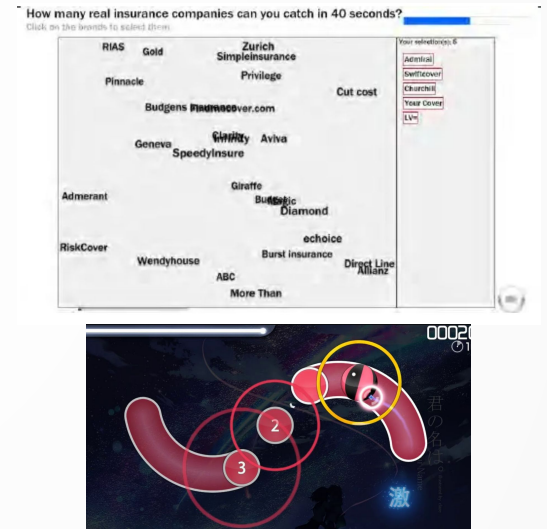 How many real insurance companies can you catch in 40 seconds?
Click on the brands to select them.
Your selection(s): 6
RIAS
Gold
Zurich
Simpleinsurance
Admiral
Swiftcover
Pinnacle
Privilege
Cut cost
Churchill
Your Cover
Budgens
LV=
Clarity
Infinity
Aviva
Geneva
SpeedyInsure
Giraffe
Admerant
Diamond
echoice
RiskCover
Burst insurance
Wendyhouse
Direct Line
Allianz
ABC
More Than
2
3
君の名は
激